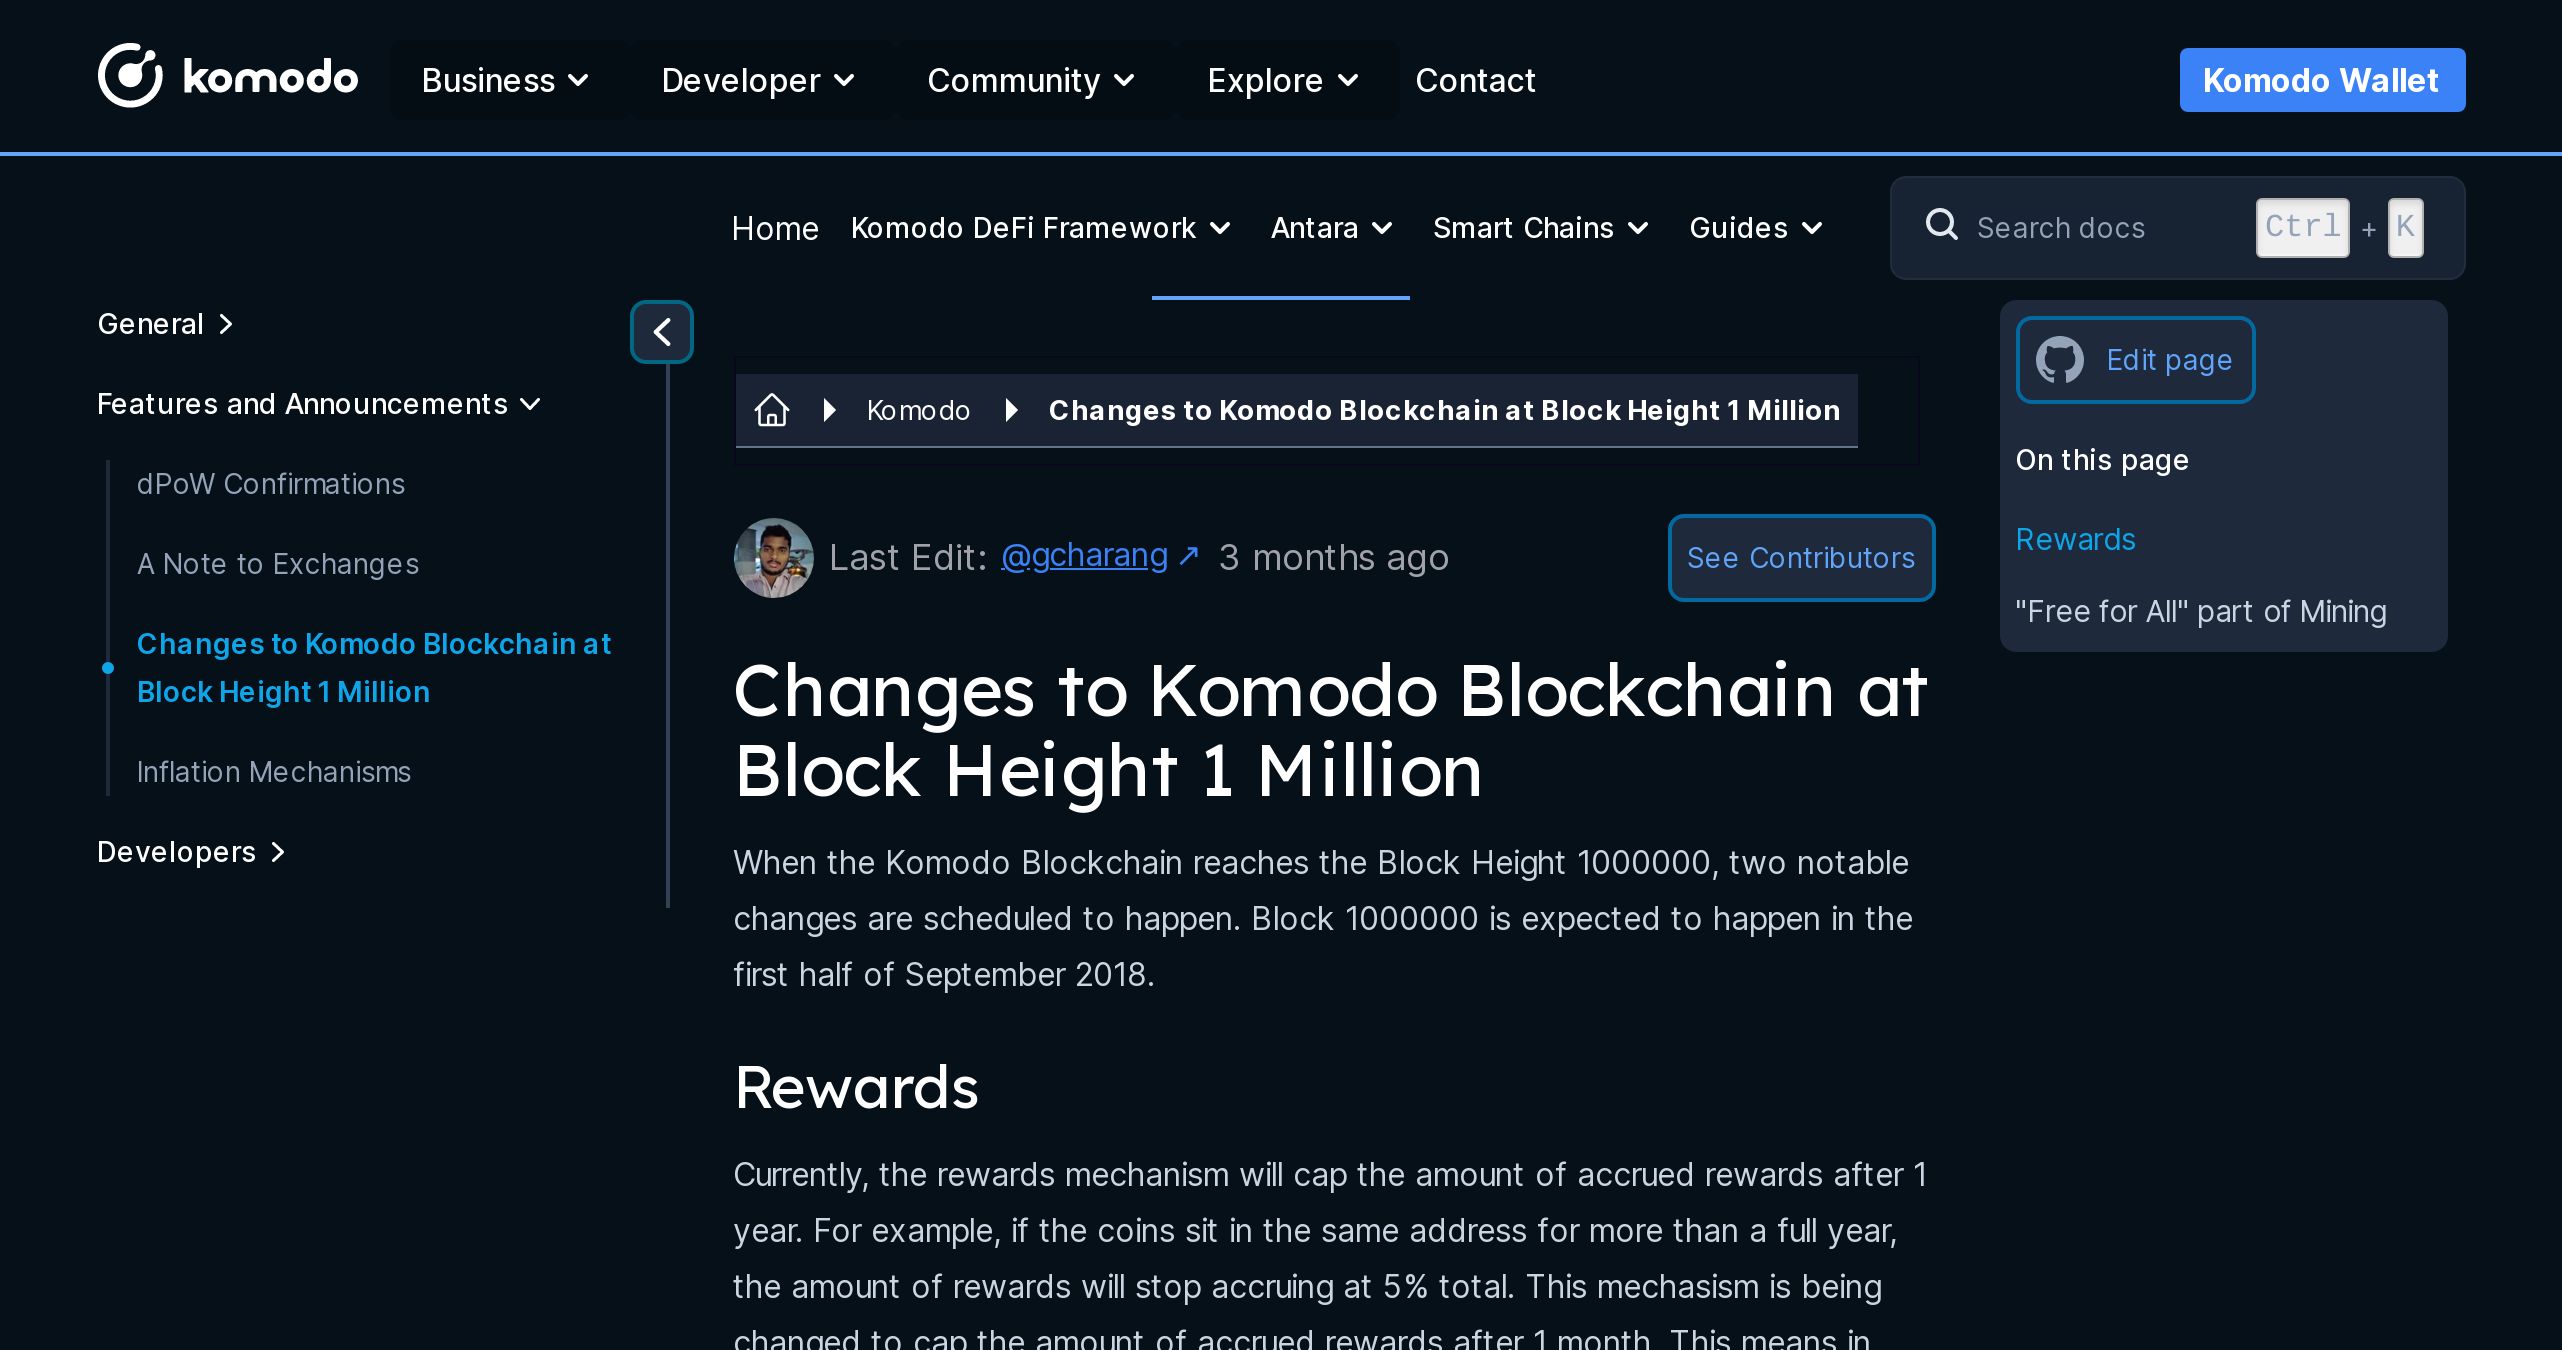 komodo
Business
Developer
Community
Explore
Contact
Komodo Wallet
Home
Komodo DeFi Framework
Antara
Smart Chains
Guides
Search docs
Ctrl + K
General
Features and Announcements
dPoW Confirmations
A Note to Exchanges
Changes to Komodo Blockchain at
Block Height 1 Million
Inflation Mechanisms
Developers
Komodo
Changes to Komodo Blockchain at Block Height 1 Million
Last Edit: @gcharang ↗ 3 months ago
See Contributors
Changes to Komodo Blockchain at
Block Height 1 Million
When the Komodo Blockchain reaches the Block Height 1000000, two notable
changes are scheduled to happen. Block 1000000 is expected to happen in the
first half of September 2018.
Rewards
Currently, the rewards mechanism will cap the amount of accrued rewards after 1
year. For example, if the coins sit in the same address for more than a full year,
the amount of rewards will stop accruing at 5% total. This mechasism is being
changed to cap the amount of accrued rewards after 1 month. This means in
Edit page
On this page
Rewards
"Free for All" part of Mining